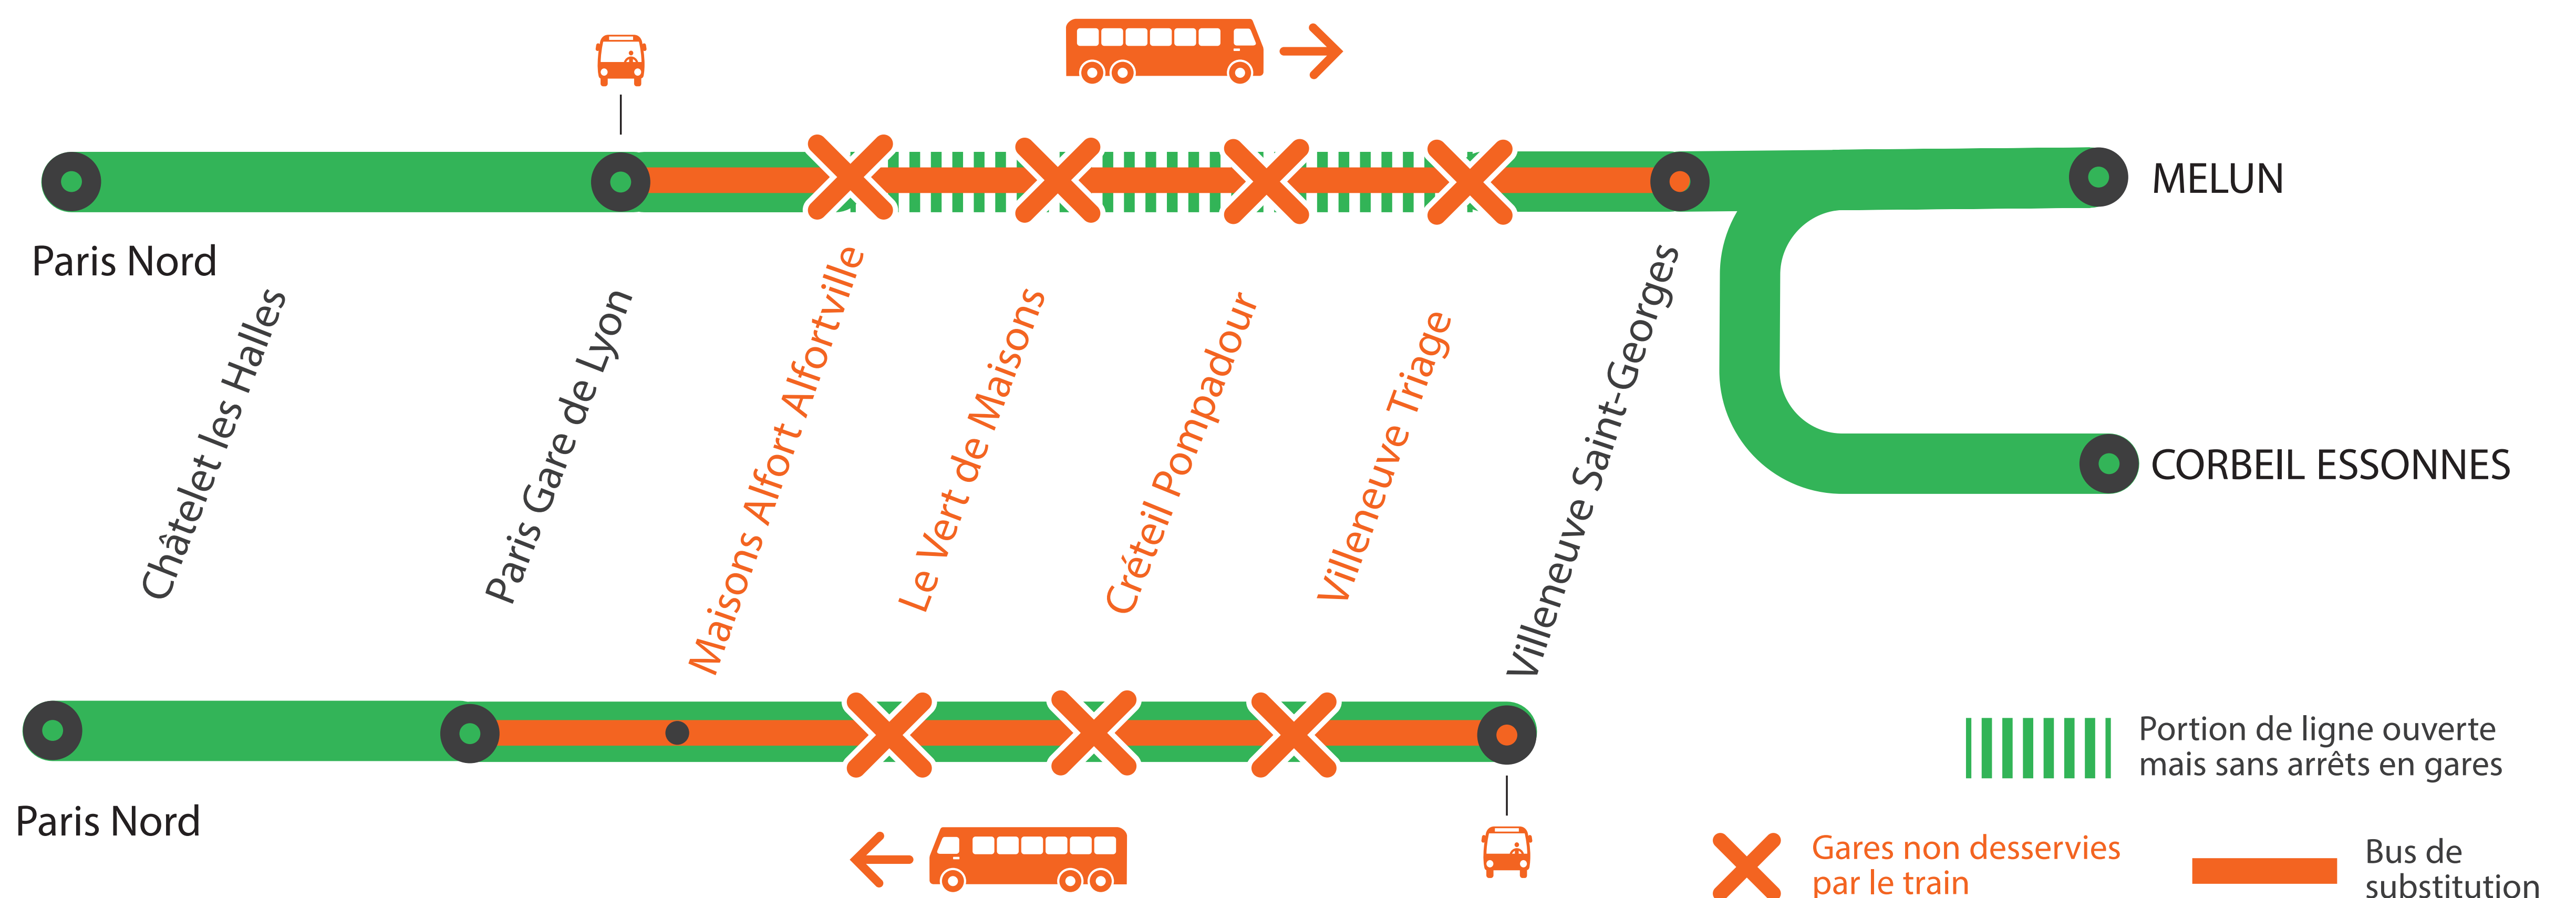 MELUN
Paris Nord
Châtelet les Halles
Paris Gare de Lyon
Maisons Alfort Alfortville
Le Vert de Maisons
Créteil Pompadour
Villeneuve Triage
Villeneuve Saint-Georges
CORBEIL ESSONNES
Paris Nord
Portion de ligne ouverte
mais sans arrêts en gares
Gares non desservies
par le train
Bus de
substitution